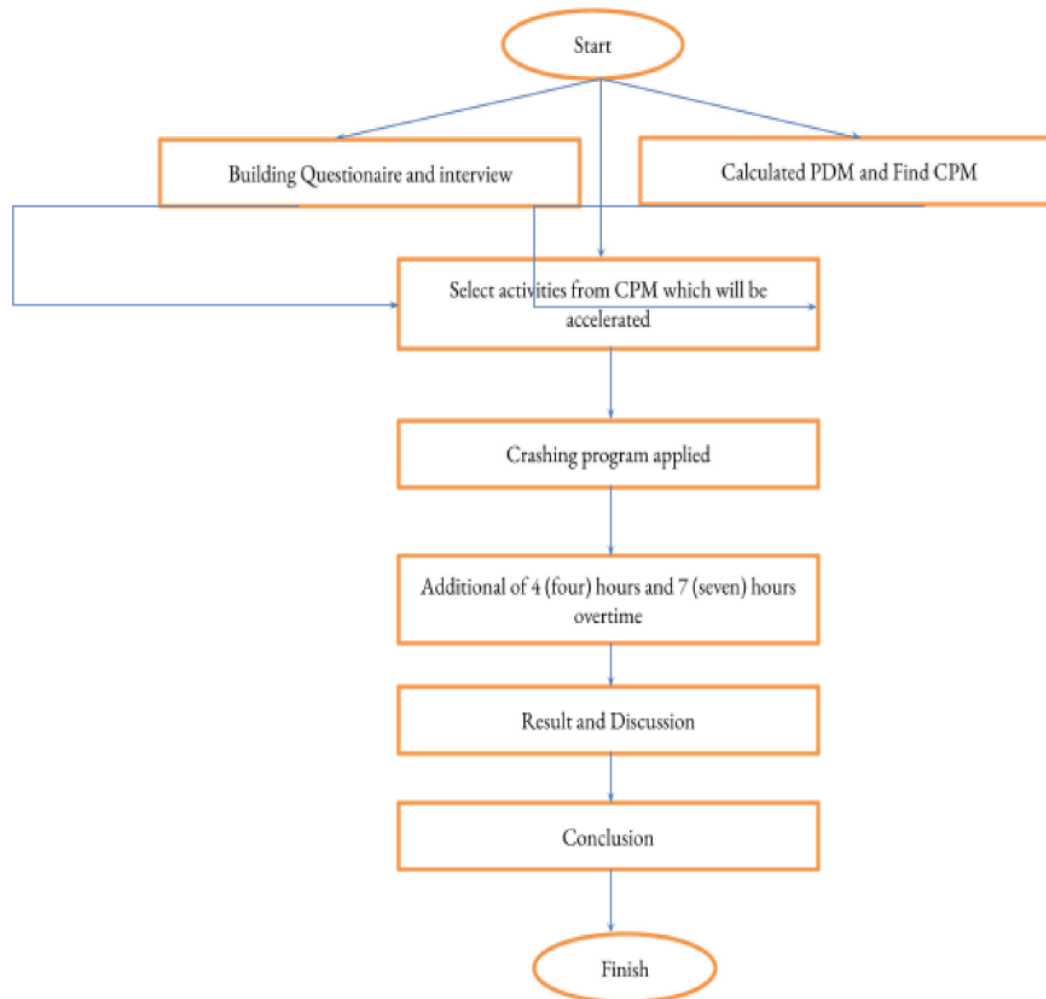 Start
Building Questionaire and interview
Calculated PDM and Find CPM
Select activities from CPM which will be
accelerated
Crashing program applied
Additional of 4 (four) hours and 7 (seven) hours
overtime
Result and Discussion
Conclusion
Finish